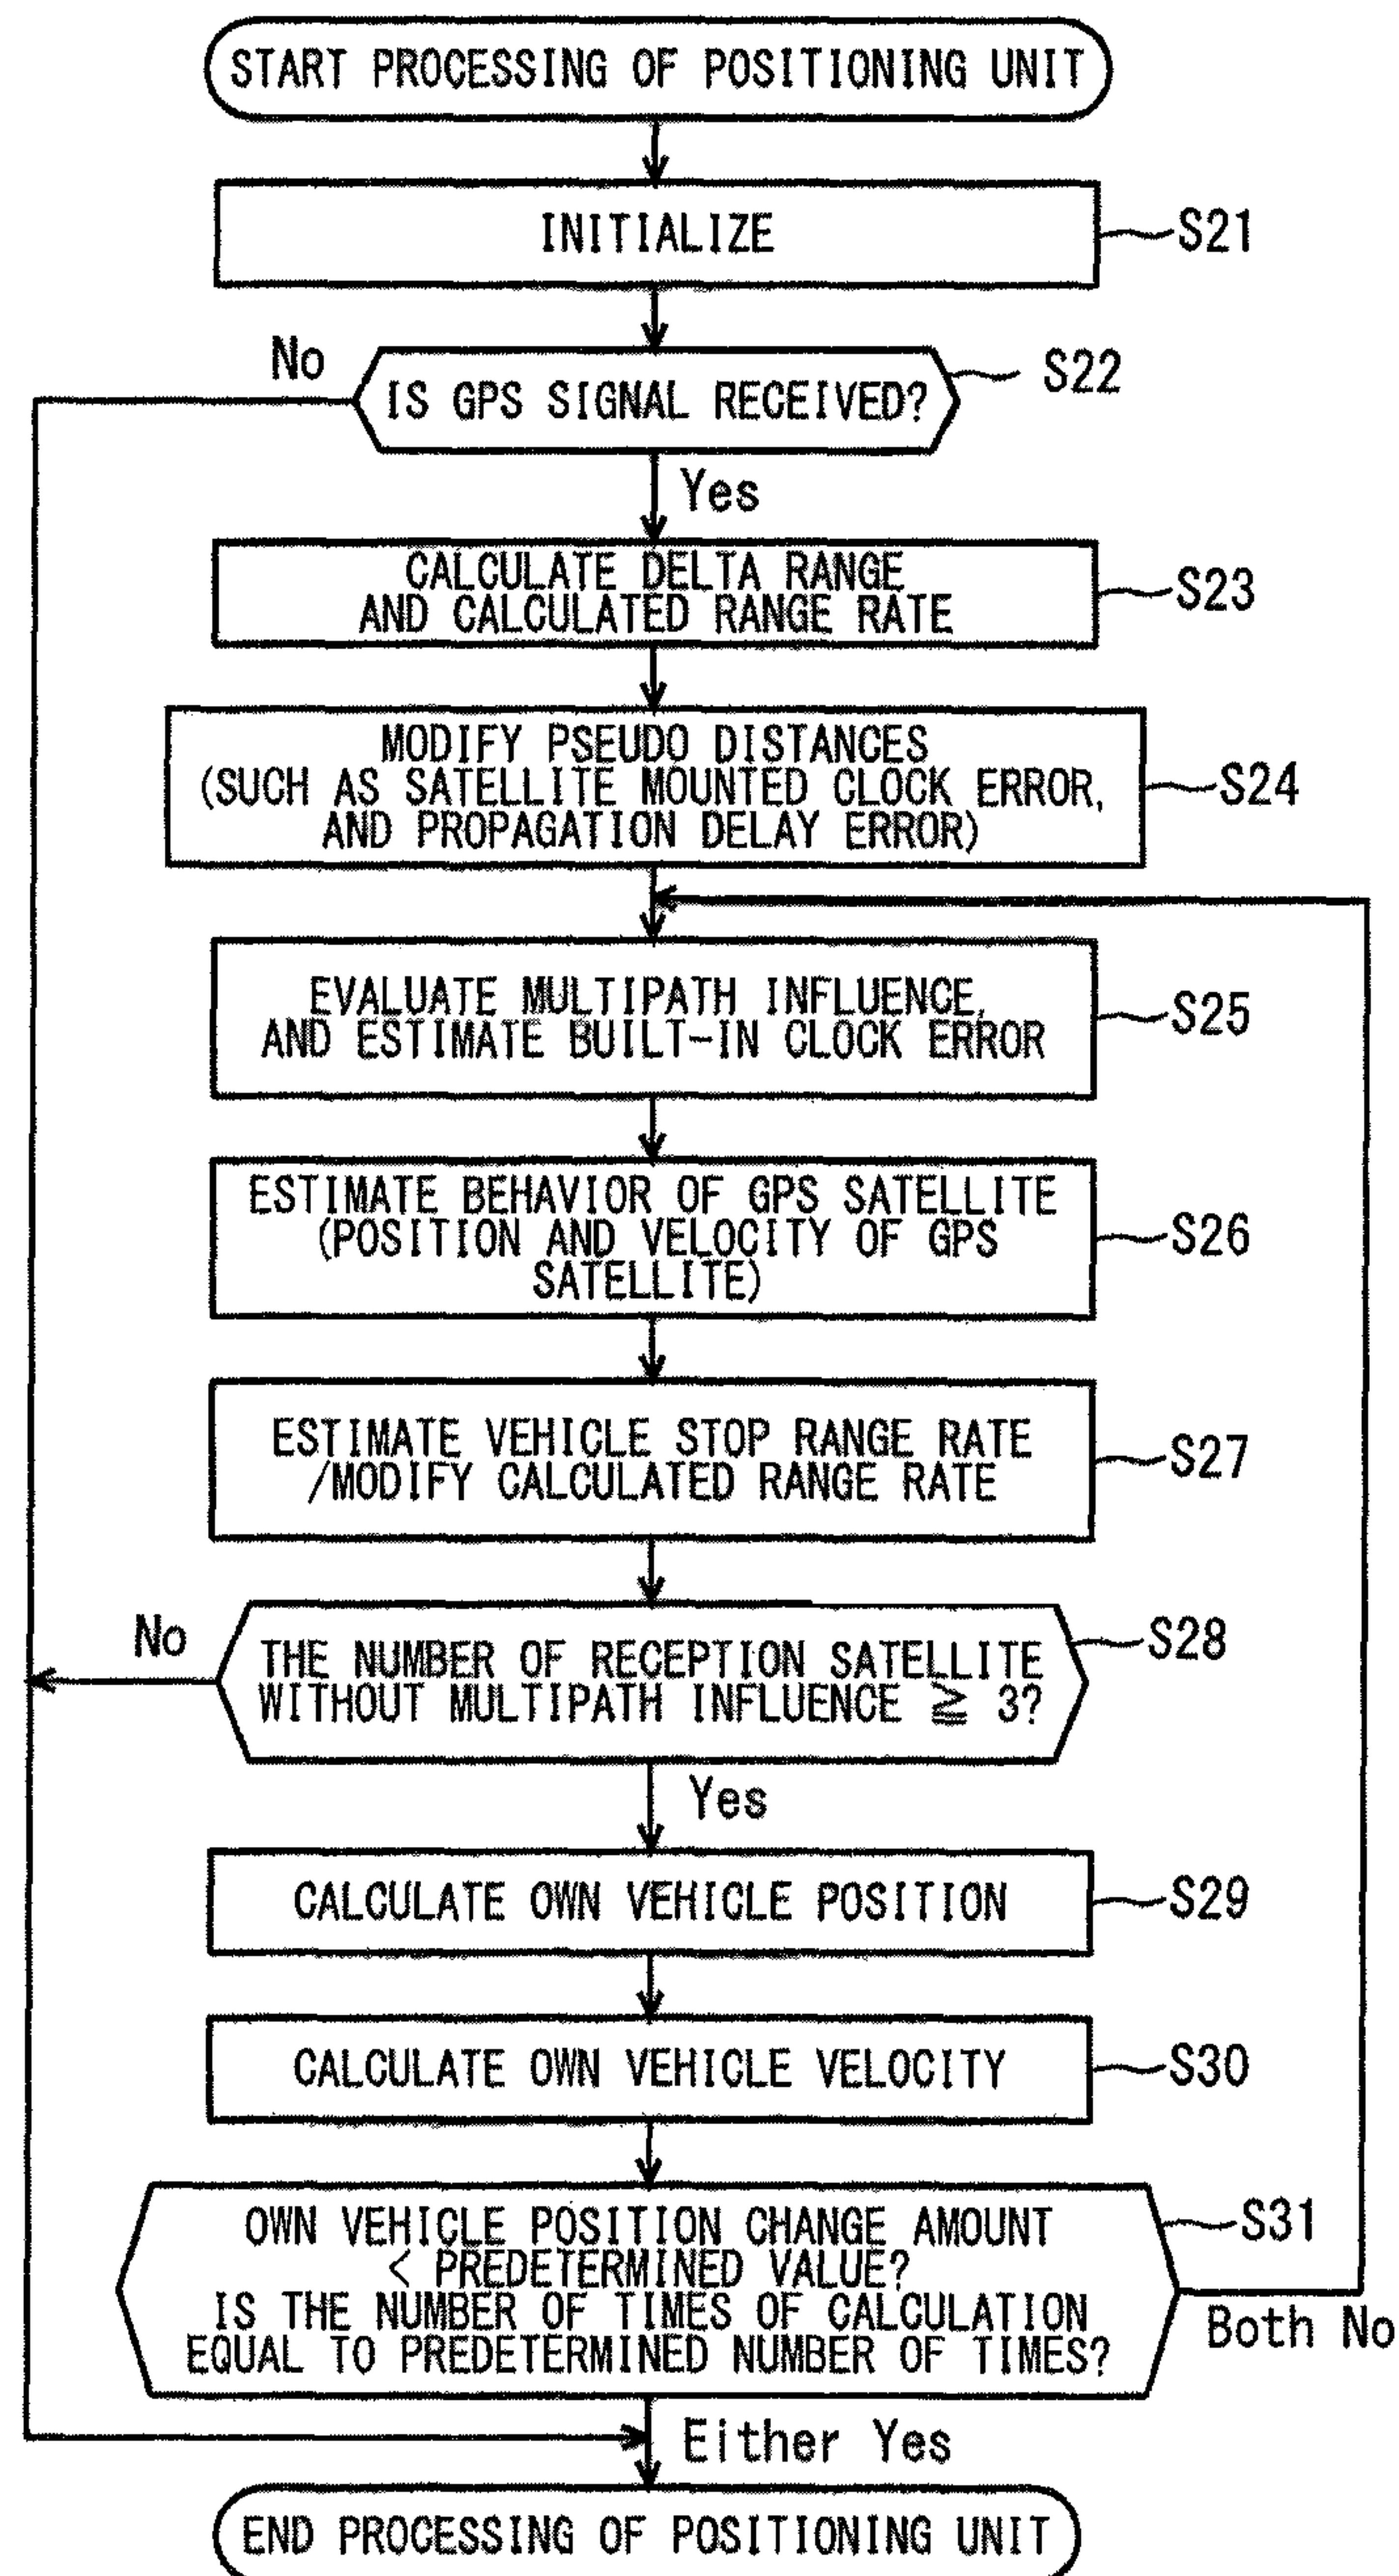 START PROCESSING OF POSITIONING UNIT
INITIALIZE
S21
No
IS GPS SIGNAL RECEIVED?
S22
Yes
CALCULATE DELTA RANGE
AND CALCULATED RANGE RATE
S23
MODIFY PSEUDO DISTANCES
(SUCH AS SATELLITE MOUNTED CLOCK ERROR,
AND PROPAGATION DELAY ERROR)
S24
EVALUATE MULTIPATH INFLUENCE,
AND ESTIMATE BUILT-IN CLOCK ERROR
S25
ESTIMATE BEHAVIOR OF GPS SATELLITE
(POSITION AND VELOCITY OF GPS
SATELLITE)
S26
ESTIMATE VEHICLE STOP RANGE RATE
/MODIFY CALCULATED RANGE RATE
S27
No
THE NUMBER OF RECEPTION SATELLITE
WITHOUT MULTIPATH INFLUENCE ≧ 3?
S28
Yes
CALCULATE OWN VEHICLE POSITION
S29
CALCULATE OWN VEHICLE VELOCITY
S30
OWN VEHICLE POSITION CHANGE AMOUNT
< PREDETERMINED VALUE?
IS THE NUMBER OF TIMES OF CALCULATION
EQUAL TO PREDETERMINED NUMBER OF TIMES?
S31
Both No
Either Yes
END PROCESSING OF POSITIONING UNIT